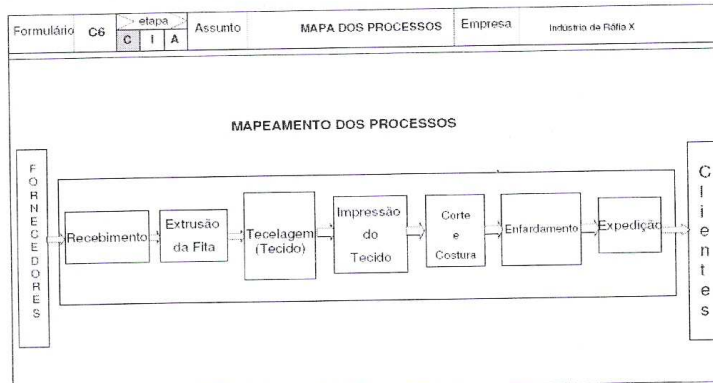 Formulário C6 etapa Assunto MAPA DOS PROCESSOS Empresa Indústria de Ráfia X
C I A
MAPEAMENTO DOS PROCESSOS
FORNECEDORES
Recebimento
Extrusão
da Fita
Tecelagem
(Tecido)
Impressão
do
Tecido
Corte
e
Costura
Enfardamento
Expedição
Clientes